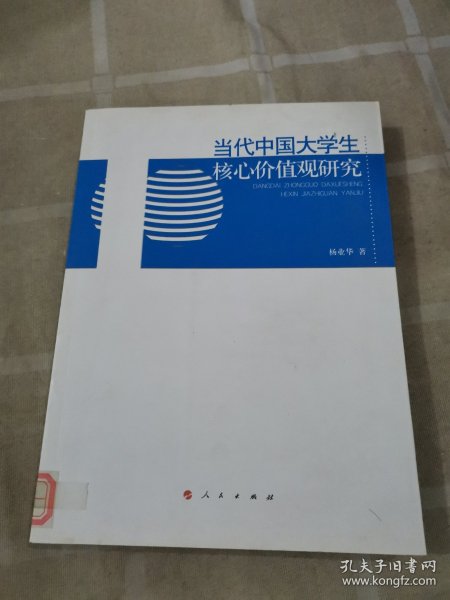 当代中国大学生
核心价值观研究
DANGDAI ZHONGGUO DAXUESHENG
HEXIN JIAZHIGUAN YANJIU
杨业华 著
人民出版社
孔夫子旧书网
www.kongfz.com